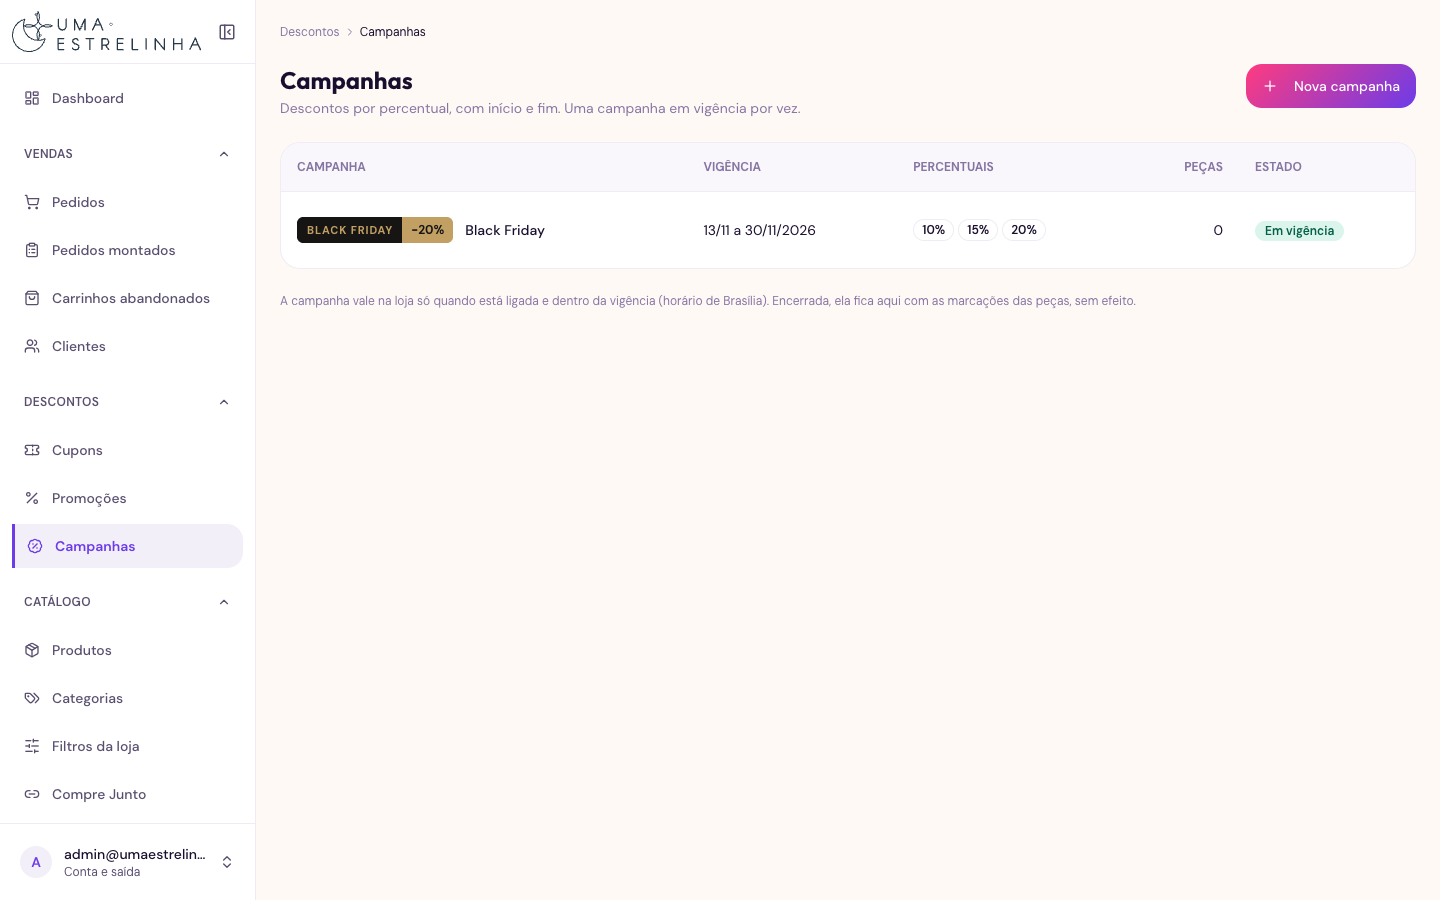 UMA
ESTRELINHA
Dashboard
VENDAS
Pedidos
Pedidos montados
Carrinhos abandonados
Clientes
DESCONTOS
Cupons
Promoções
Campanhas
CATÁLOGO
Produtos
Categorias
Filtros da loja
Compre Junto
A
admin@umaestrelin...
Conta e saída
Descontos > Campanhas
Campanhas
Descontos por percentual, com início e fim. Uma campanha em vigência por vez.
+ Nova campanha
CAMPANHA VIGÊNCIA PERCENTUAIS PEÇAS ESTADO
BLACK FRIDAY -20% Black Friday 13/11 a 30/11/2026 10% 15% 20% 0 Em vigência
A campanha vale na loja só quando está ligada e dentro da vigência (horário de Brasília). Encerrada, ela fica aqui com as marcações das peças, sem efeito.